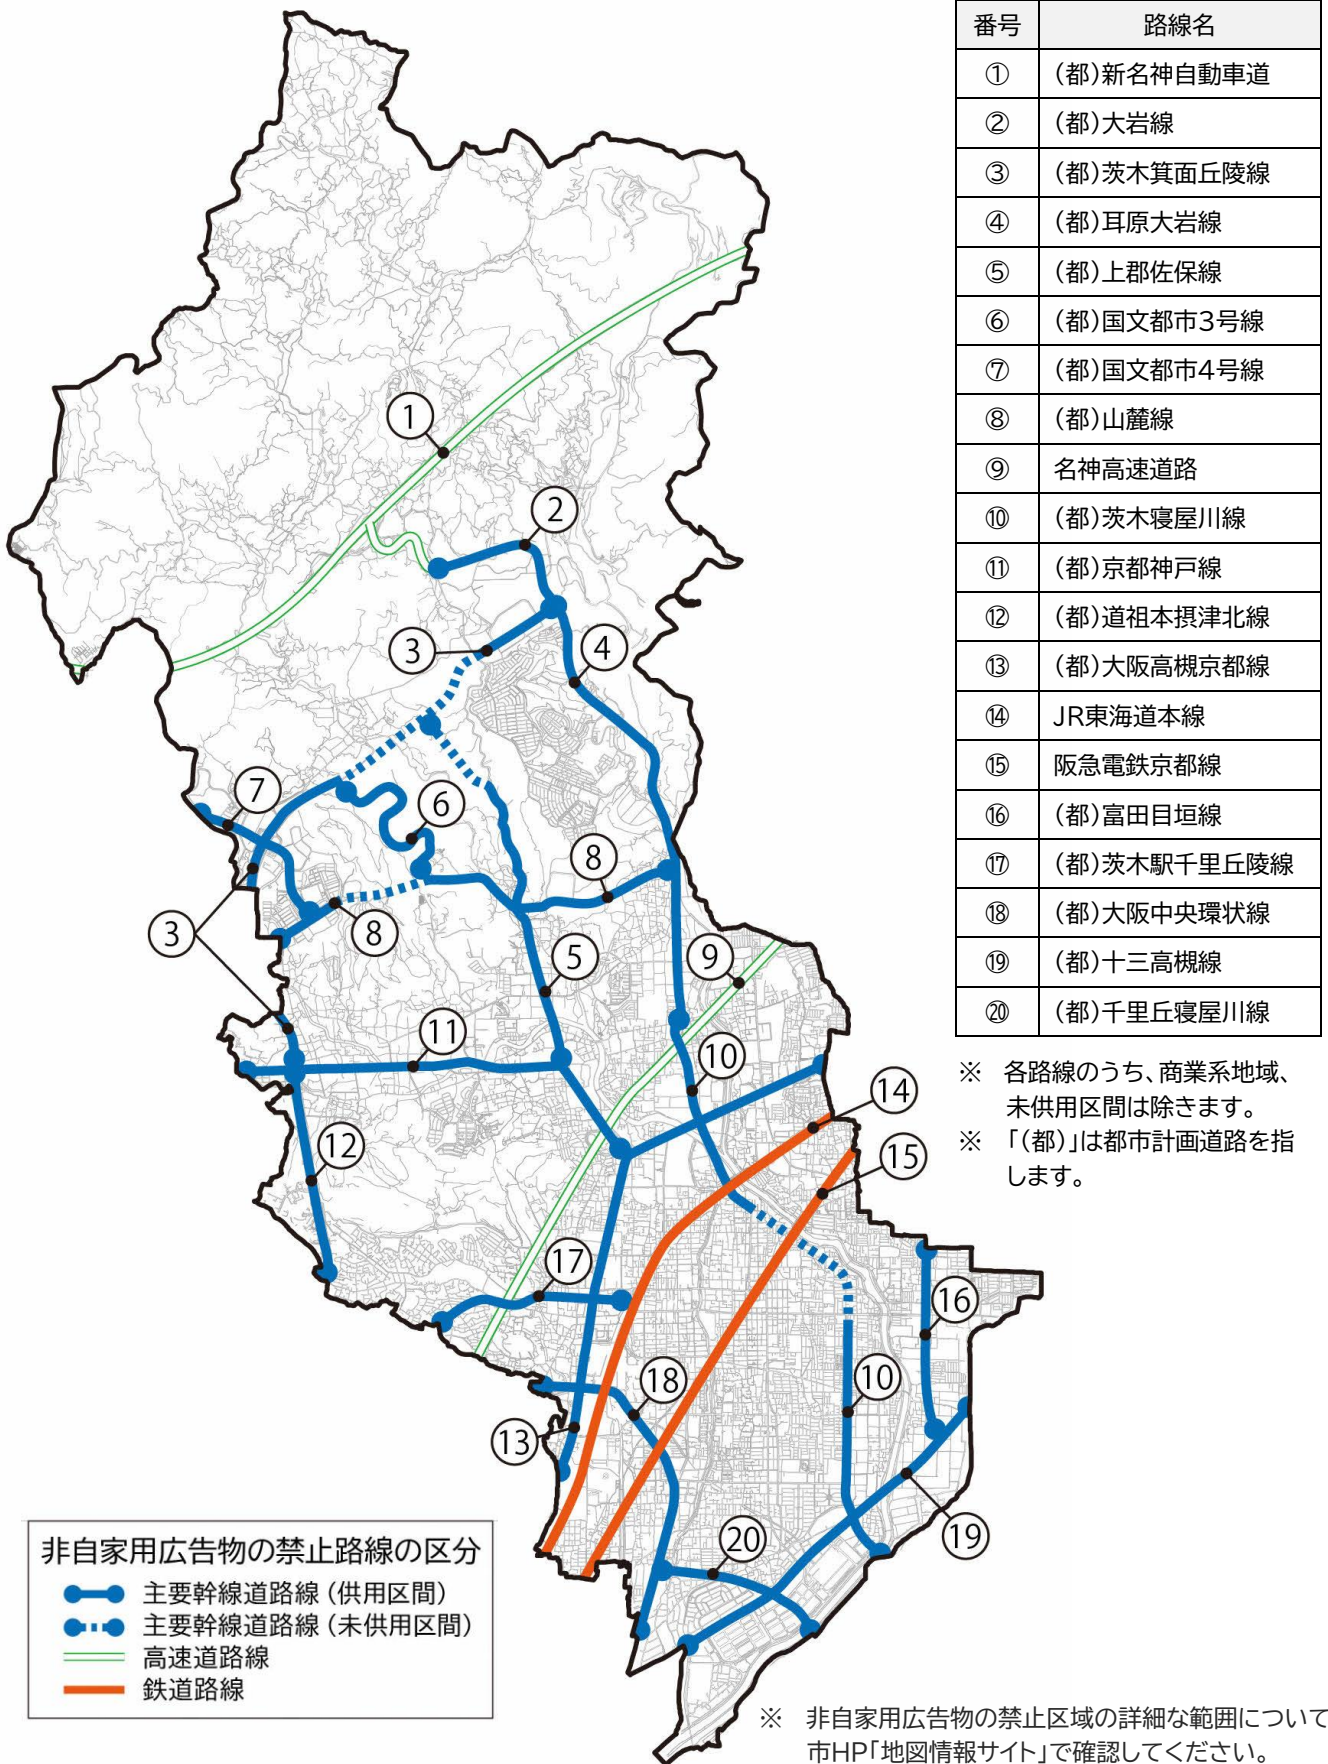 番号 路線名
① (都)新名神自動車道
② (都)大岩線
③ (都)茨木箕面丘陵線
④ (都)耳原大岩線
⑤ (都)上郡佐保線
⑥ (都)国文都市3号線
⑦ (都)国文都市4号線
⑧ (都)山麓線
⑨ 名神高速道路
⑩ (都)茨木寝屋川線
⑪ (都)京都神戸線
⑫ (都)道祖本摂津北線
⑬ (都)大阪高槻京都線
⑭ JR東海道本線
⑮ 阪急電鉄京都線
⑯ (都)富田目垣線
⑰ (都)茨木駅千里丘陵線
⑱ (都)大阪中央環状線
⑲ (都)十三高槻線
⑳ (都)千里丘寝屋川線
※ 各路線のうち、商業系地域、
未供用区間は除きます。
※ 「(都)」は都市計画道路を指
します。
1
2
3
4
7
6
8
3
8
5
9
11
10
14
12
15
17
16
18
10
13
20
19
非自家用広告物の禁止路線の区分
主要幹線道路線(供用区間)
主要幹線道路線(未供用区間)
高速道路線
鉄道路線
※ 非自家用広告物の禁止区域の詳細な範囲について
市HP「地図情報サイト」で確認してください。